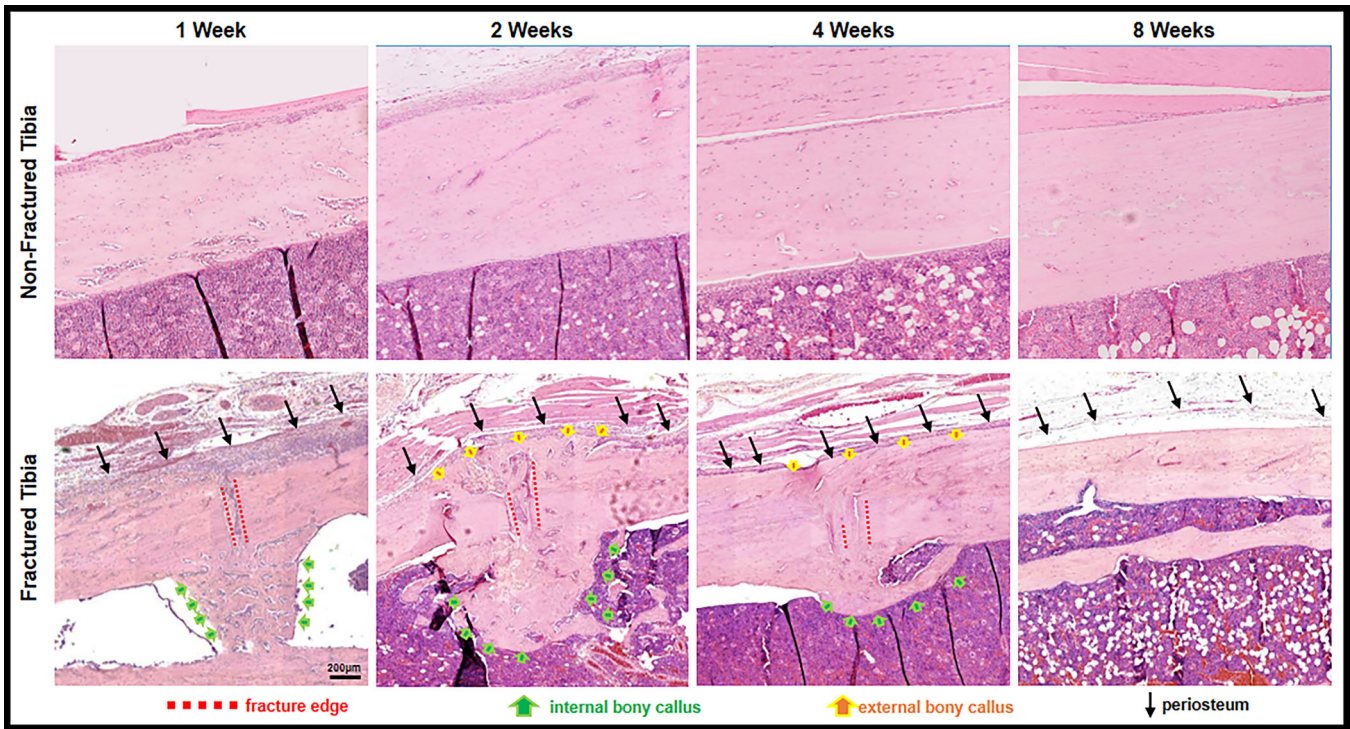 1 Week
2 Weeks
4 Weeks
8 Weeks
Non-Fractured Tibia
Fractured Tibia
200µm
fracture edge
internal bony callus
external bony callus
periosteum